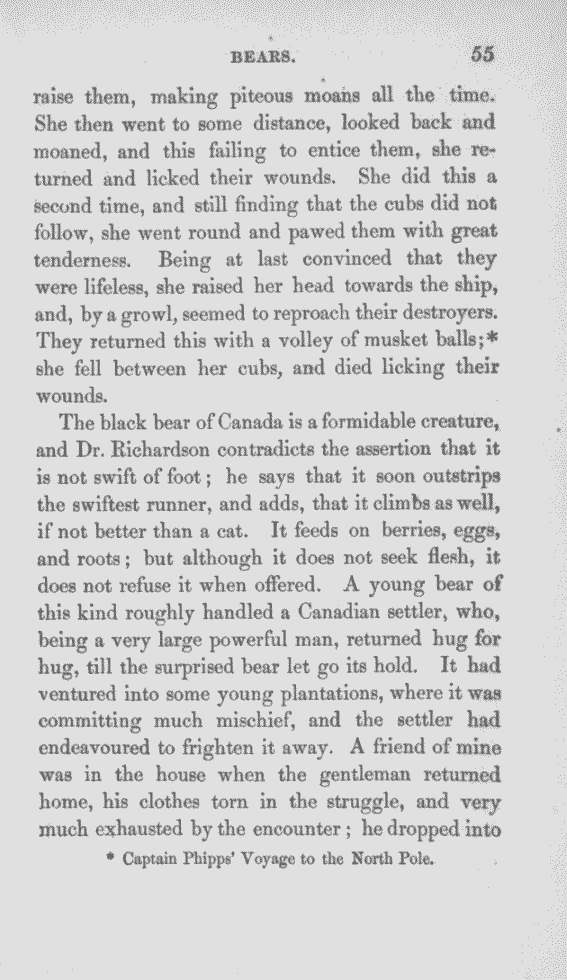 BEARS. 55
raise them, making piteous moans all the time.
She then went to some distance, looked back and
moaned, and this failing to entice them, she re-
turned and licked their wounds. She did this a
second time, and still finding that the cubs did not
follow, she went round and pawed them with great
tenderness. Being at last convinced that they
were lifeless, she raised her head towards the ship,
and, by a growl, seemed to reproach their destroyers.
They returned this with a volley of musket balls;*
she fell between her cubs, and died licking their
wounds.
The black bear of Canada is a formidable creature,
and Dr. Richardson contradicts the assertion that it
is not swift of foot; he says that it soon outstrips
the swiftest runner, and adds, that it climbs as well,
if not better than a cat. It feeds on berries, eggs,
and roots; but although it does not seek flesh, it
does not refuse it when offered. A young bear of
this kind roughly handled a Canadian settler, who,
being a very large powerful man, returned hug for
hug, till the surprised bear let go its hold. It had
ventured into some young plantations, where it was
committing much mischief, and the settler had
endeavoured to frighten it away. A friend of mine
was in the house when the gentleman returned
home, his clothes torn in the struggle, and very
much exhausted by the encounter; he dropped into
* Captain Phipps' Voyage to the North Pole.